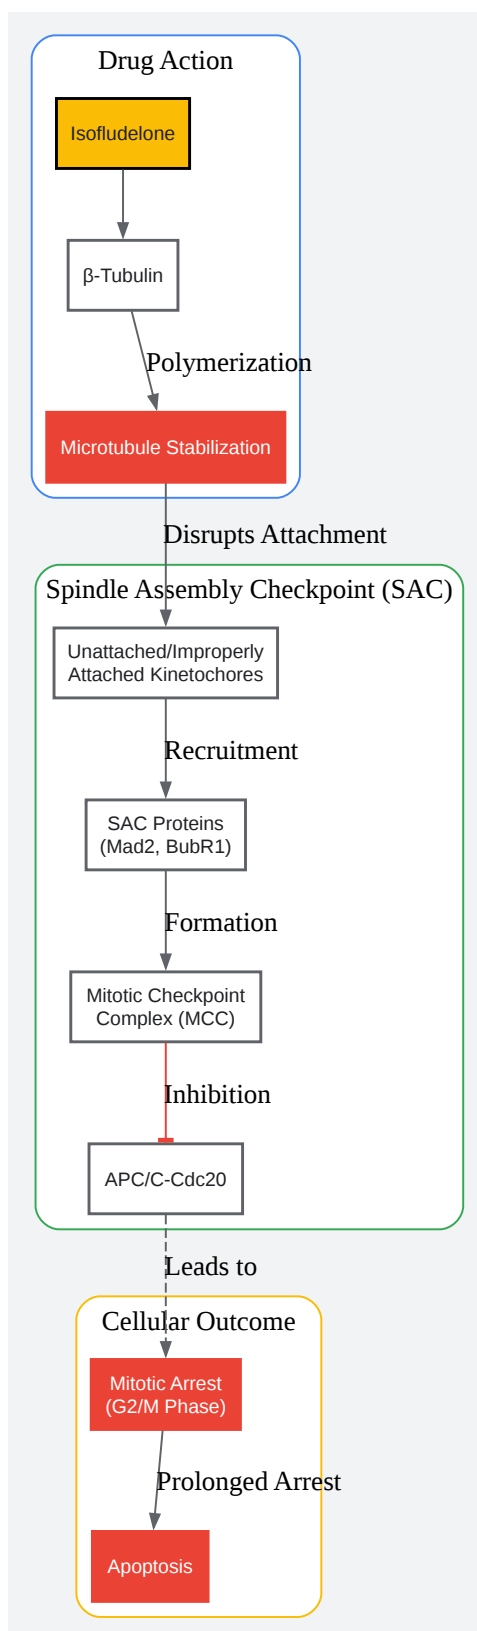 Drug Action
Isofludelone
β-Tubulin
Polymerization
Microtubule Stabilization
Disrupts Attachment
Spindle Assembly Checkpoint (SAC)
Unattached/Improperly
Attached Kinetochores
Recruitment
SAC Proteins
(Mad2, BubR1)
Formation
Mitotic Checkpoint
Complex (MCC)
Inhibition
APC/C-Cdc20
Leads to
Cellular Outcome
Mitotic Arrest
(G2/M Phase)
Prolonged Arrest
Apoptosis